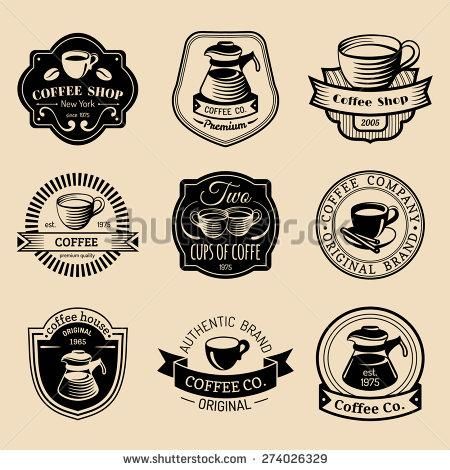 COFFEE SHOP
New York
since 1975
COFFEE CO.
Premium
Coffee Shop
2005
est. 1975
COFFEE
premium quality
Two
CUPS OF COFFE
1975
COFFEE COMPANY
ORIGINAL BRAND
coffee house
ORIGINAL
1965
AUTHENTIC BRAND
COFFEE CO.
ORIGINAL
est.
1975
Coffee Co.
shutterstock
IMAGE ID: 274026329
www.shutterstock.com